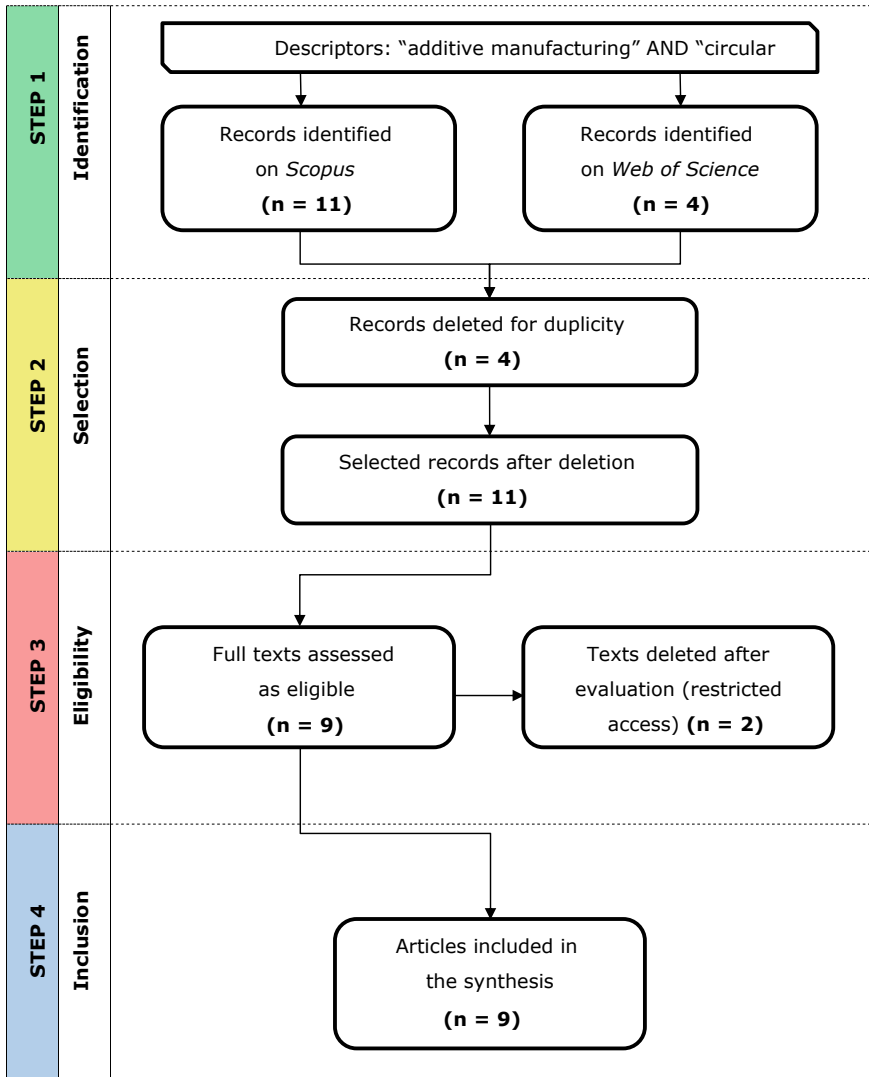 STEP 1
Identification
Descriptors: “additive manufacturing” AND “circular
Records identified
on Scopus
(n = 11)
Records identified
on Web of Science
(n = 4)
STEP 2
Selection
Records deleted for duplicity
(n = 4)
Selected records after deletion
(n = 11)
STEP 3
Eligibility
Full texts assessed
as eligible
(n = 9)
Texts deleted after
evaluation (restricted
access) (n = 2)
STEP 4
Inclusion
Articles included in
the synthesis
(n = 9)